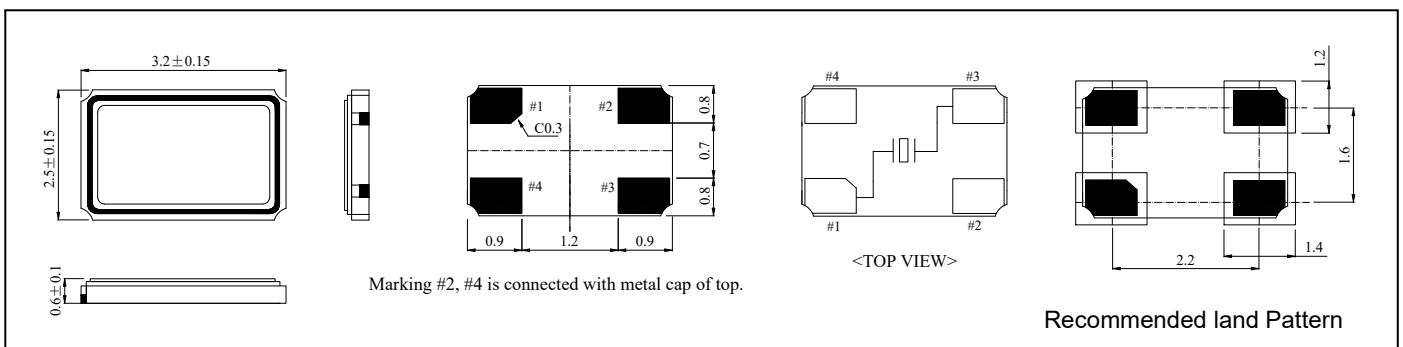 3.2±0.15
2.5±0.15
0.6±0.1
#1 #2
C0.3
#4 #3
0.8
0.7
0.8
0.9 1.2 0.9
Marking #2, #4 is connected with metal cap of top.
#4 #3
#1 #2
<TOP VIEW>
1.2
1.6
1.4
2.2
Recommended land Pattern